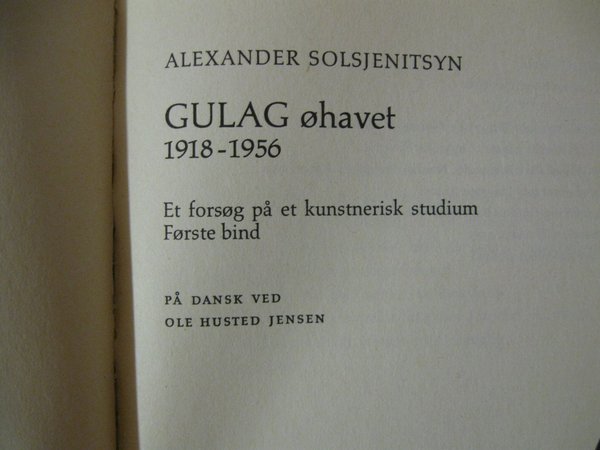 ALEXANDER SOLSJENITSYN
GULAG øhavet
1918-1956
Et forsøg på et kunstnerisk studium
Første bind
PÅ DANSK VED
OLE HUSTED JENSEN